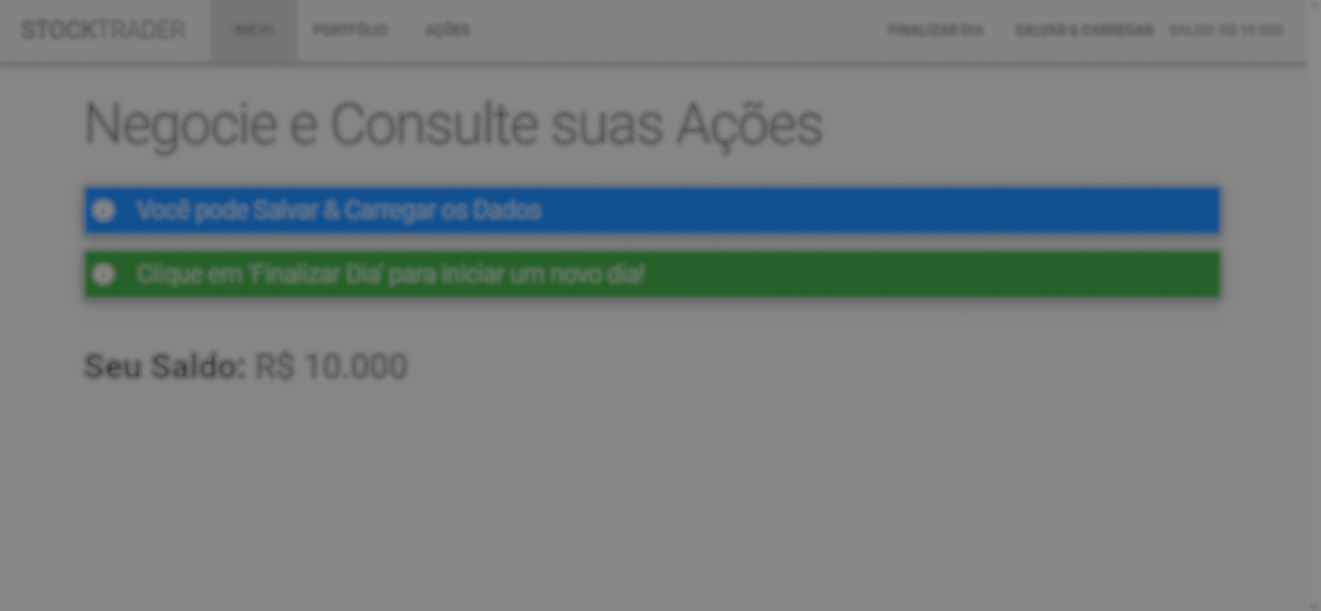 STOCKTRADER INÍCIO PORTFÓLIO AÇÕES FINALIZAR DIA SALVAR & CARREGAR SALDO: R$ 10.000
Negocie e Consulte suas Ações
Você pode Salvar & Carregar os Dados
Clique em 'Finalizar Dia' para iniciar um novo dia!
Seu Saldo: R$ 10.000